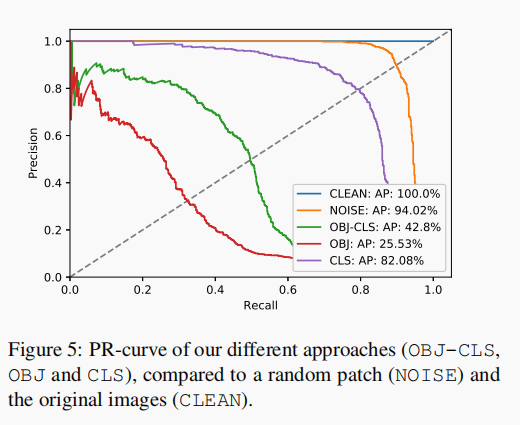 1.0
0.8
0.6
0.4
0.2
0.0
Precision
0.0 0.2 0.4 0.6 0.8 1.0
Recall
CLEAN: AP: 100.0%
NOISE: AP: 94.02%
OBJ-CLS: AP: 42.8%
OBJ: AP: 25.53%
CLS: AP: 82.08%
Figure 5: PR-curve of our different approaches (OBJ-CLS,
OBJ and CLS), compared to a random patch (NOISE) and
the original images (CLEAN).